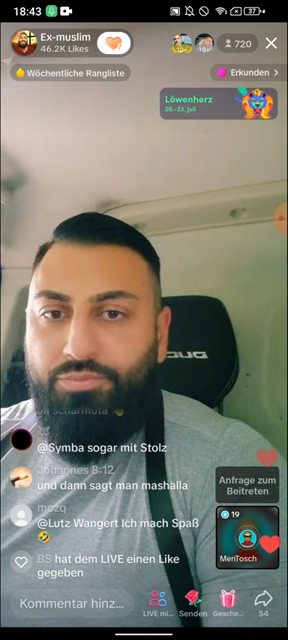 18:43
37
Ex-muslim
46.2K Likes
720
Wöchentliche Rangliste
Erkunden >
Löwenherz
20.-23. Juli
@Symba sogar mit Stolz
Johannes 8:12
und dann sagt man mashalla
mezq
@Lutz Wangert Ich mach Spaß
🤣
BS hat dem LIVE einen Like
gegeben
Anfrage zum
Beitreten
19
MenTosch
Kommentar hinz...
LIVE mi...
Senden
Gesche...
54